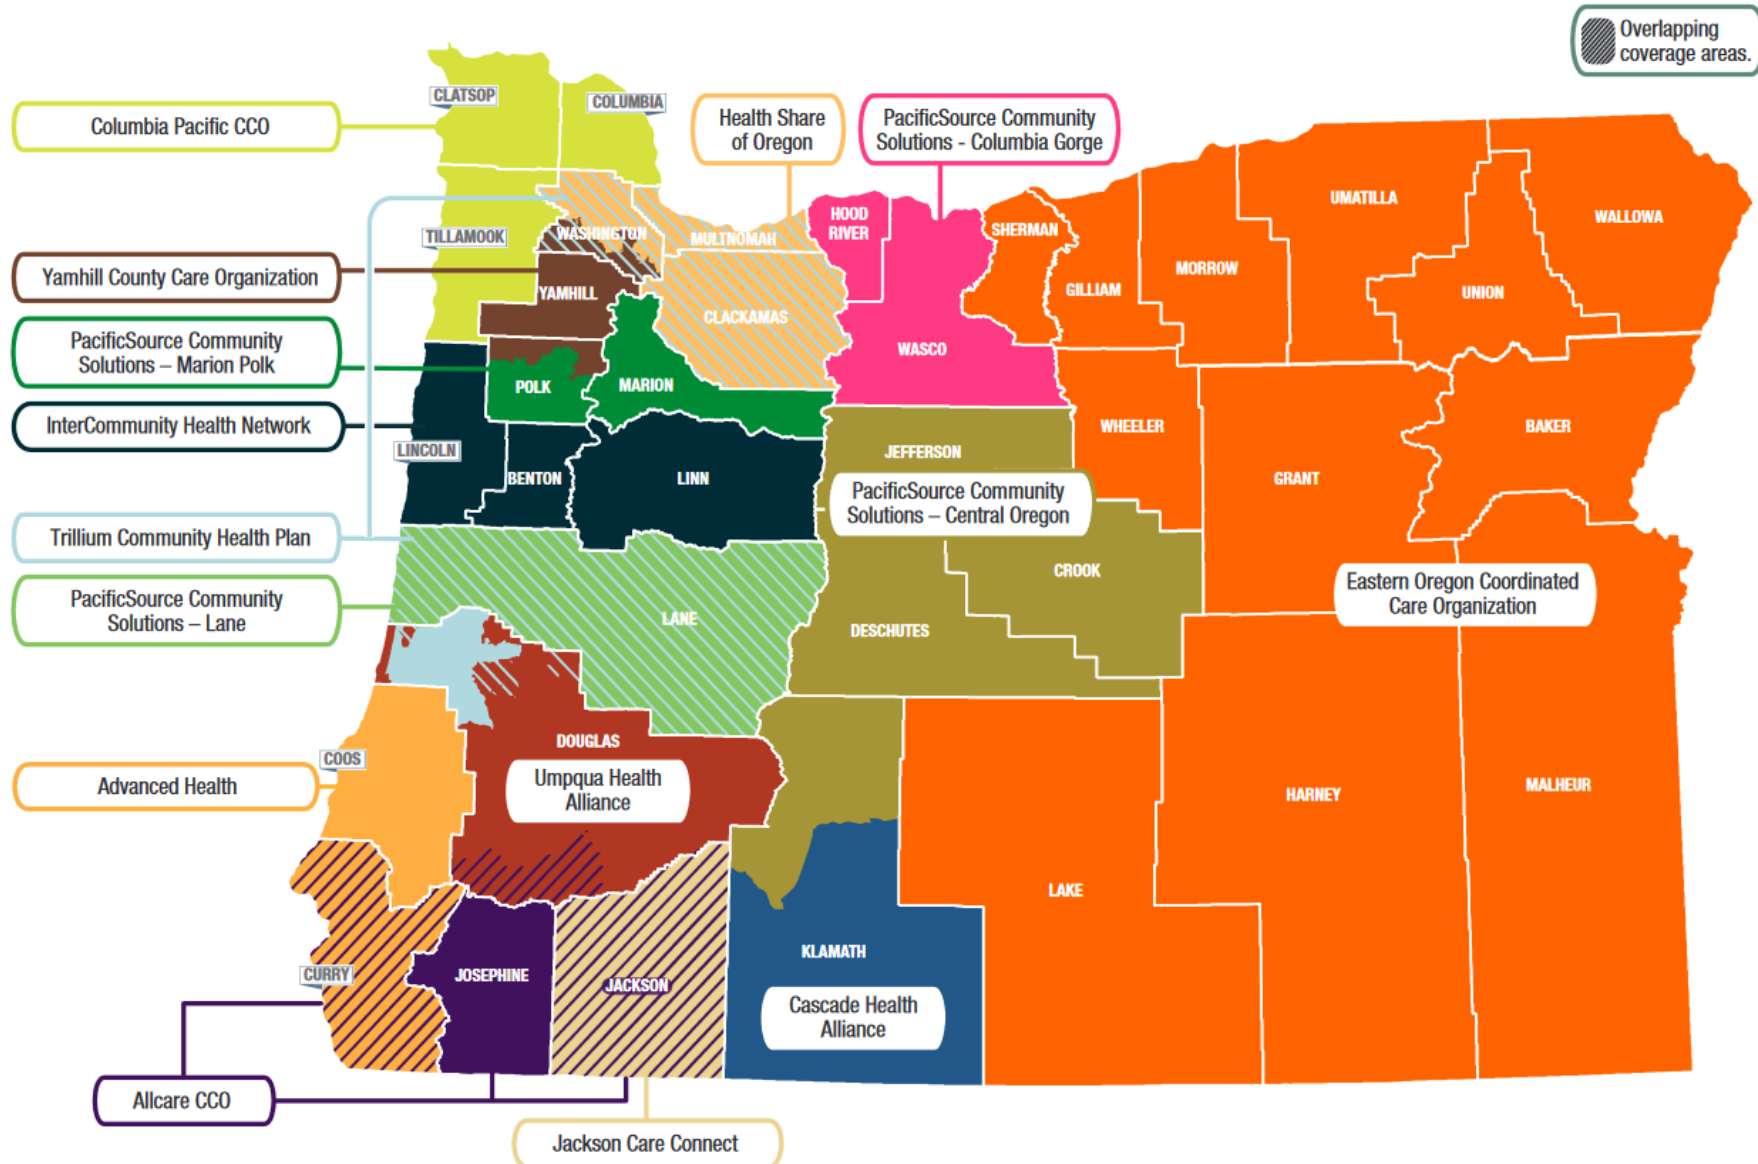 Overlapping
coverage areas.
CLATSOP
COLUMBIA
Columbia Pacific CCO
Health Share
of Oregon
PacificSource Community
Solutions - Columbia Gorge
TILLAMOOK
WASHINGTON
MULTNOMAH
HOOD
RIVER
SHERMAN
UMATILLA
WALLOWA
Yamhill County Care Organization
YAMHILL
CLACKAMAS
GILLIAM
MORROW
UNION
PacificSource Community
Solutions – Marion Polk
POLK
MARION
WASCO
InterCommunity Health Network
LINCOLN
BENTON
LINN
JEFFERSON
WHEELER
GRANT
BAKER
PacificSource Community
Solutions – Central Oregon
Trillium Community Health Plan
CROOK
Eastern Oregon Coordinated
Care Organization
PacificSource Community
Solutions – Lane
LANE
DESCHUTES
DOUGLAS
Umpqua Health
Alliance
COOS
Advanced Health
HARNEY
MALHEUR
LAKE
CURRY
JOSEPHINE
JACKSON
KLAMATH
Cascade Health
Alliance
Allcare CCO
Jackson Care Connect